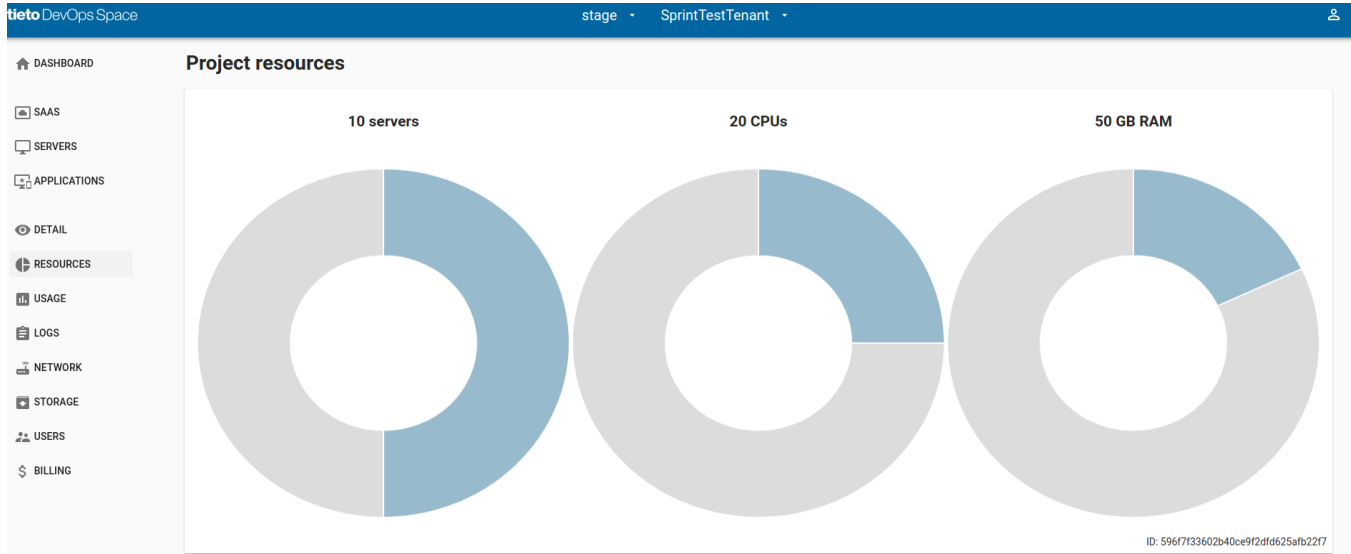 tieto DevOps Space
stage
SprintTestTenant
DASHBOARD
SAAS
SERVERS
APPLICATIONS
DETAIL
RESOURCES
USAGE
LOGS
NETWORK
STORAGE
USERS
BILLING
Project resources
10 servers
20 CPUs
50 GB RAM
ID: 596f7f33602b40ce9f2dfd625afb22f7